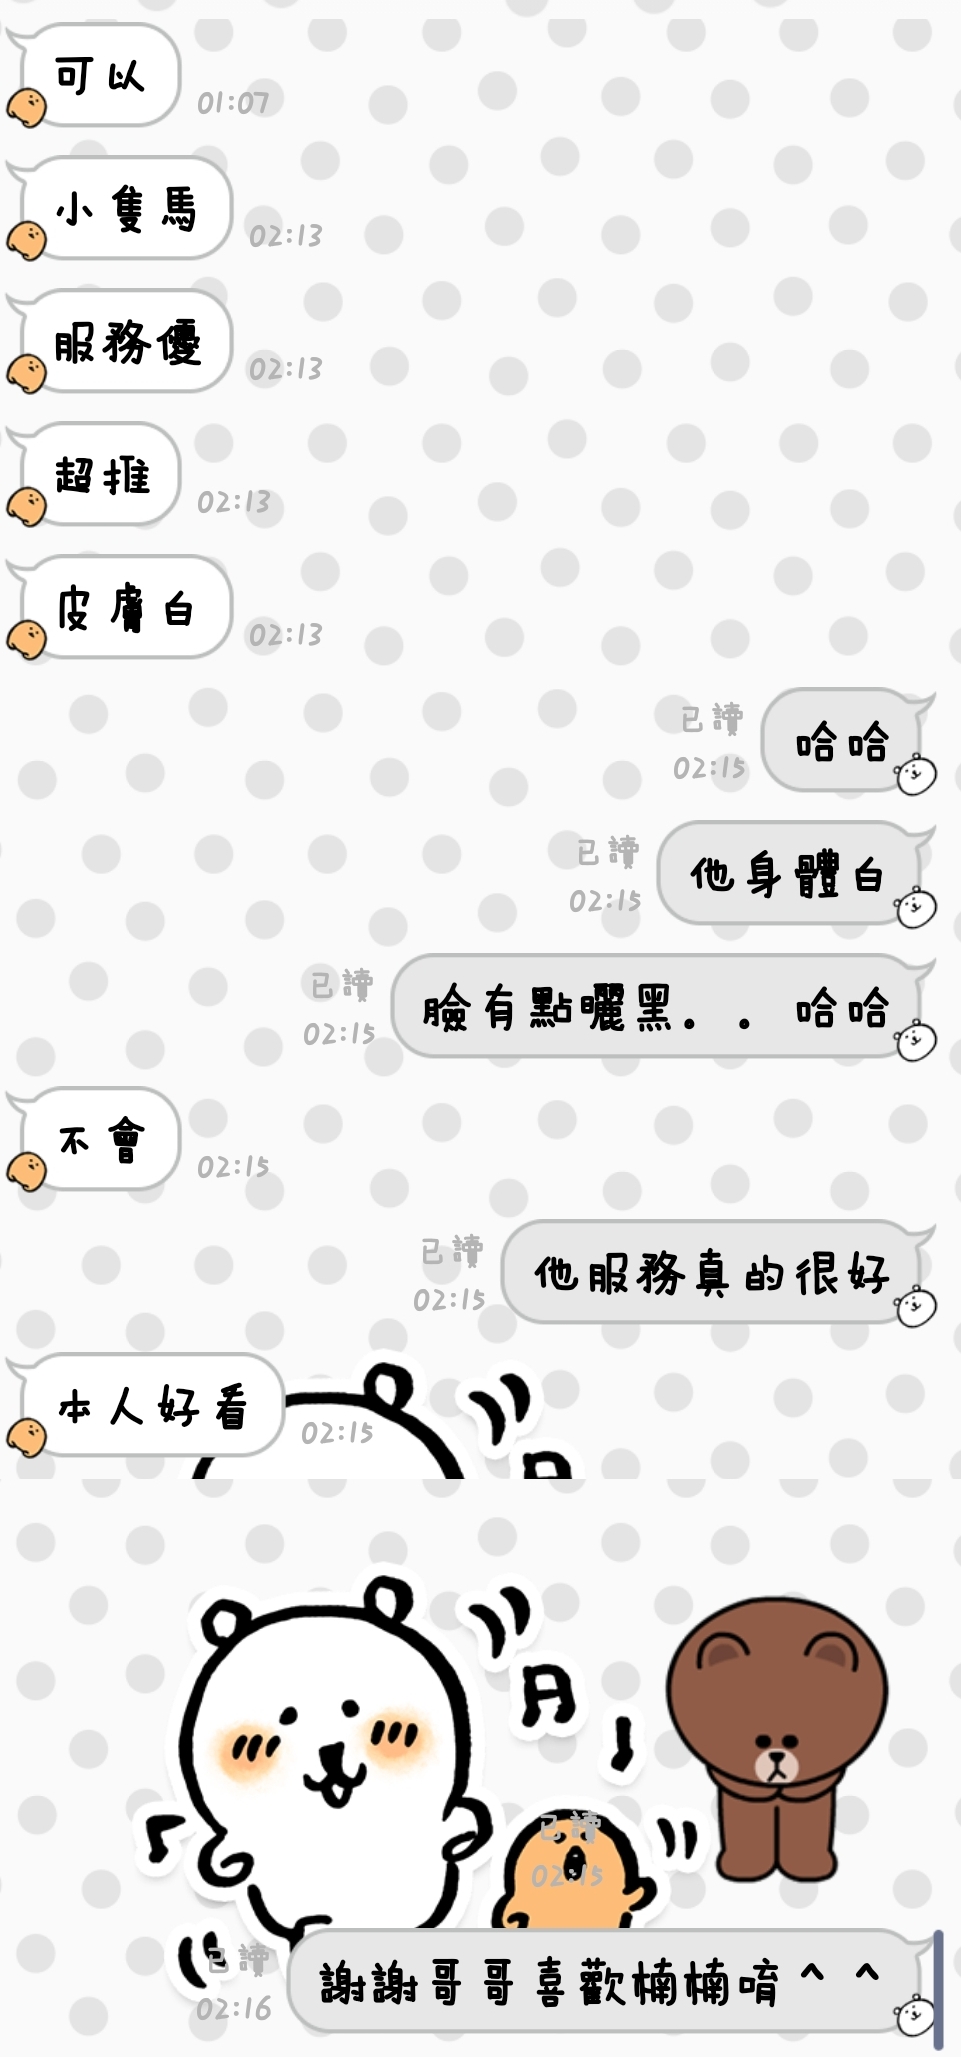 可以
01:07
小隻馬
02:13
服務優
02:13
超推
02:13
皮膚白
02:13
已讀
02:15
哈哈
已讀
02:15
他身體白
已讀
02:15
臉有點曬黑。。 哈哈
不會
02:15
已讀
02:15
他服務真的很好
本人好看
02:15
已讀
02:15
已讀
02:16
謝謝哥哥喜歡楠楠唷^ ^